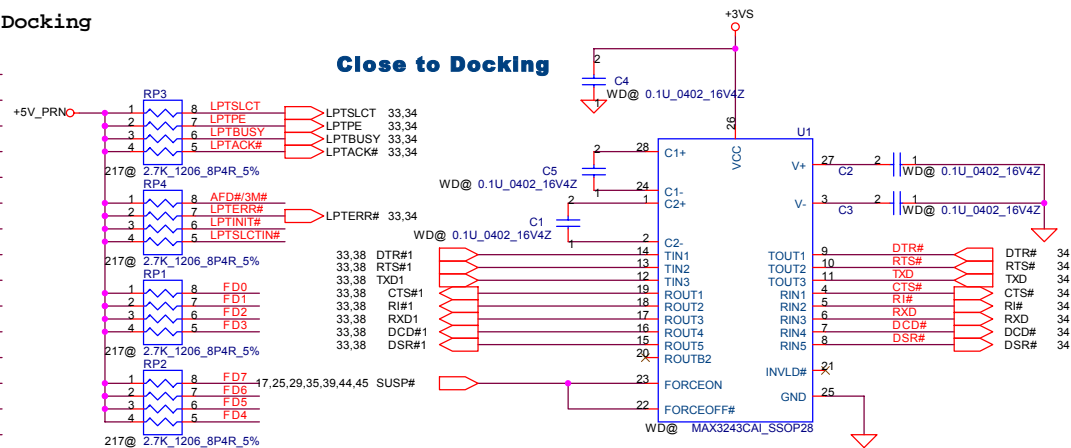 Docking
Close to Docking
+5V_PRN
RP3
1 8 LPTSLCT LPTSLCT 33,34
2 7 LPTPE LPTPE 33,34
3 6 LPTBUSY LPTBUSY 33,34
4 5 LPTACK# LPTACK# 33,34
217@ 2.7K_1206_8P4R_5%
RP4
1 8 AFD#/3M#
2 7 LPTERR# LPTERR# 33,34
3 6 LPTINIT#
4 5 LPTSLCTIN#
217@ 2.7K_1206_8P4R_5%
RP1
1 8 FD0
2 7 FD1
3 6 FD2
4 5 FD3
217@ 2.7K_1206_8P4R_5%
RP2
1 8 FD7
2 7 FD6
3 6 FD5
4 5 FD4
217@ 2.7K_1206_8P4R_5%
+3VS
2
C4
1
WD@ 0.1U_0402_16V4Z
26
VCC
U1
28 C1+
2
C5
1
WD@ 0.1U_0402_16V4Z
24 C1-
1 C2+
2
C1
1
WD@ 0.1U_0402_16V4Z
2 C2-
V+ 27 C2 2 1
WD@ 0.1U_0402_16V4Z
V- 3 C3 2 1
WD@ 0.1U_0402_16V4Z
33,38 DTR#1 14 TIN1
33,38 RTS#1 13 TIN2
33,38 TXD1 12 TIN3
33,38 CTS#1 19 ROUT1
33,38 RI#1 18 ROUT2
33,38 RXD1 17 ROUT3
33,38 DCD#1 16 ROUT4
33,38 DSR#1 15 ROUT5
20 ROUTB2
17,25,29,35,39,44,45 SUSP# 23 FORCEON
22 FORCEOFF#
TOUT1 9 DTR# DTR# 34
TOUT2 10 RTS# RTS# 34
TOUT3 11 TXD TXD 34
RIN1 4 CTS# CTS# 34
RIN2 5 RI# RI# 34
RIN3 6 RXD RXD 34
RIN4 7 DCD# DCD# 34
RIN5 8 DSR# DSR# 34
INVLD# 21
GND 25
WD@ MAX3243CAI_SSOP28